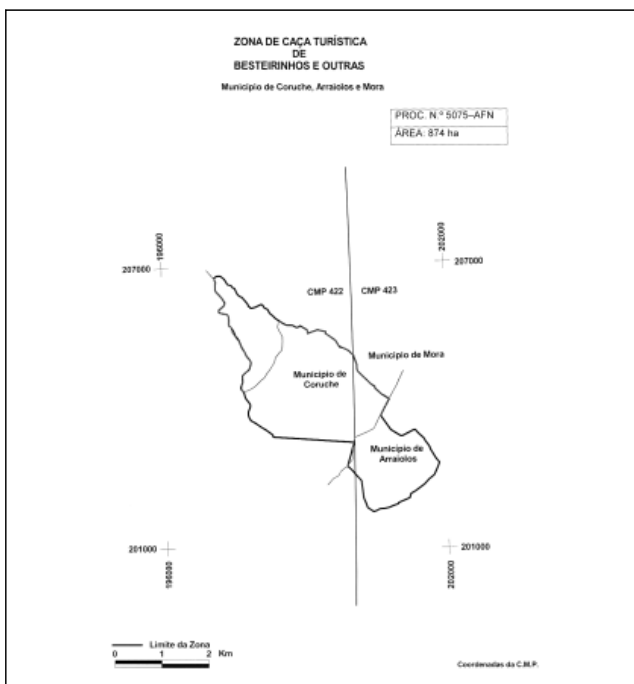 ZONA DE CAÇA TURÍSTICA
DE
BESTEIRINHOS E OUTRAS
Município de Coruche, Arraiolos e Mora
PROC. N.º 5075–AFN
ÁREA: 874 ha
196000
202000
207000
207000
CMP 422
CMP 423
Município de Mora
Município de
Coruche
Município de
Arraiolos
201000
201000
196000
202000
Limite da Zona
0 1 2 Km
Coordenadas da C.M.P.